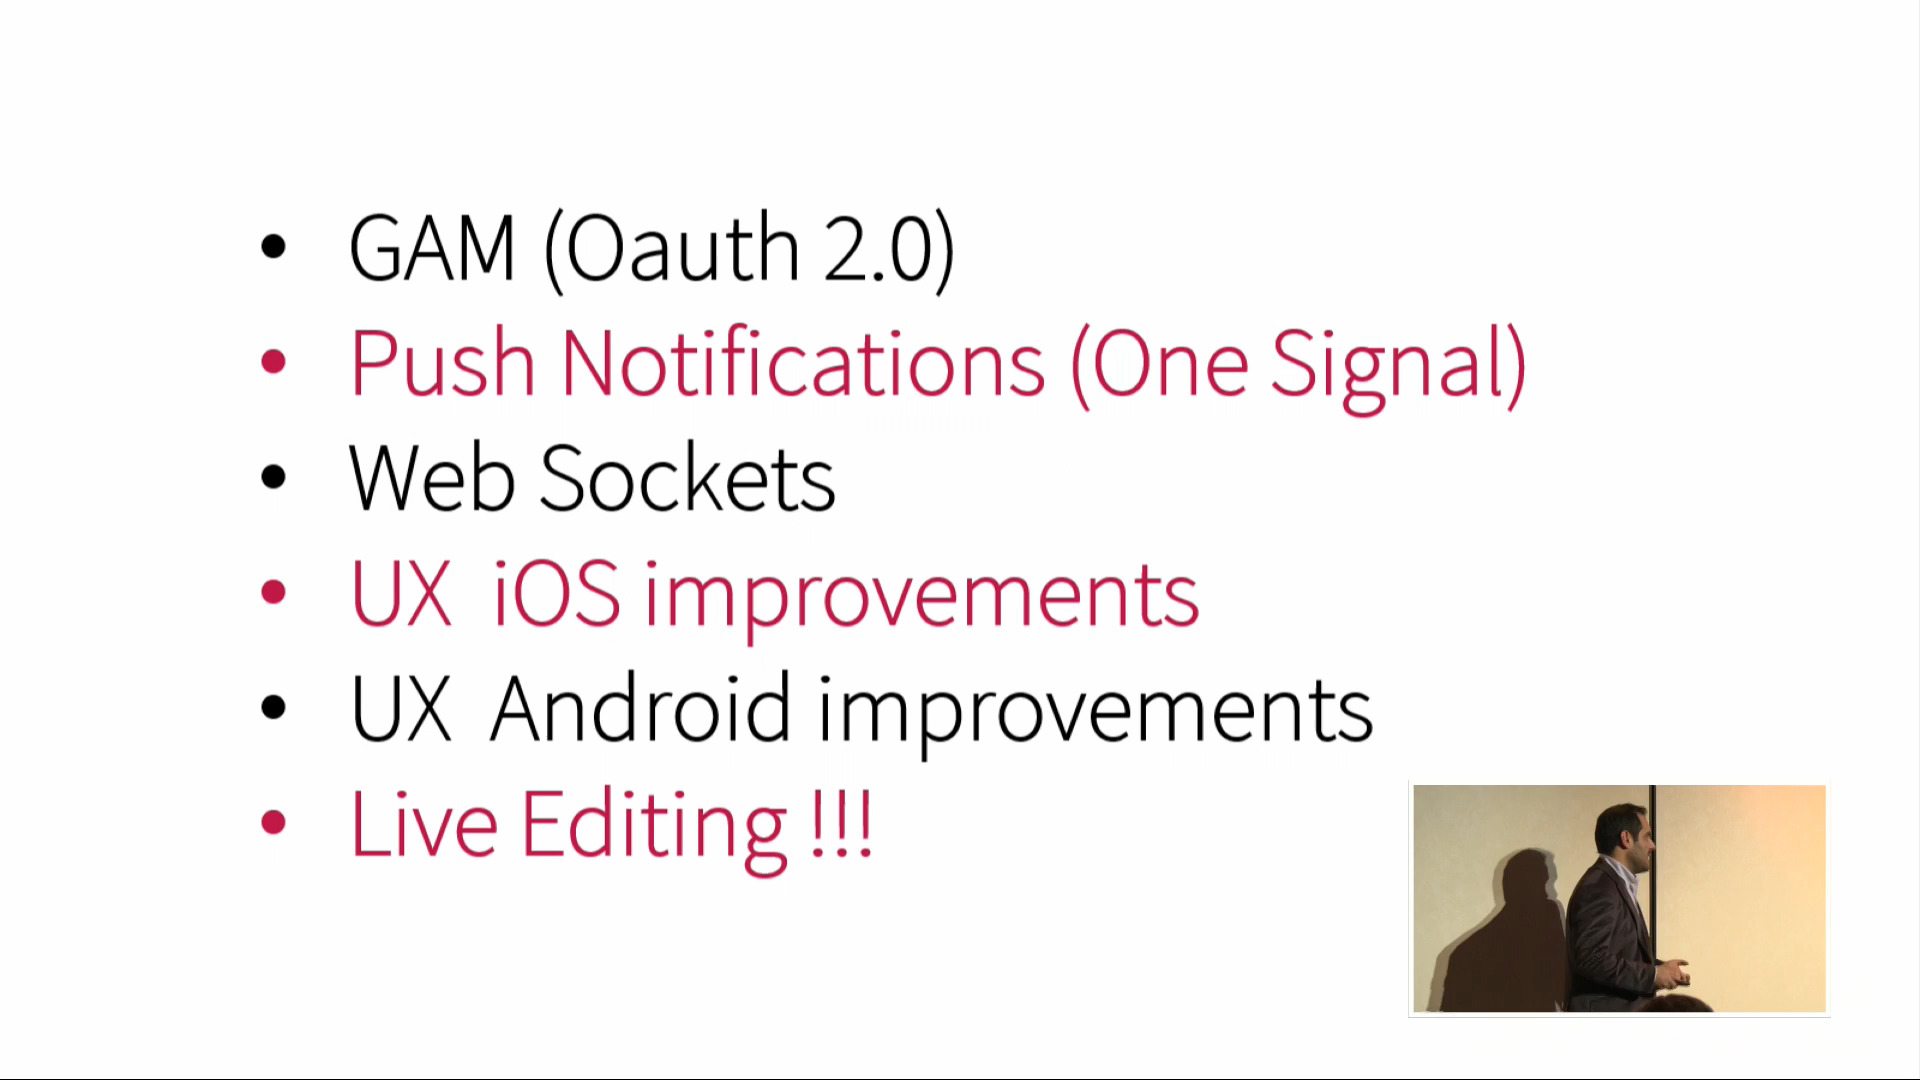 • GAM (Oauth 2.0)
• Push Notifications (One Signal)
• Web Sockets
• UX  iOS improvements
• UX  Android improvements
• Live Editing !!!